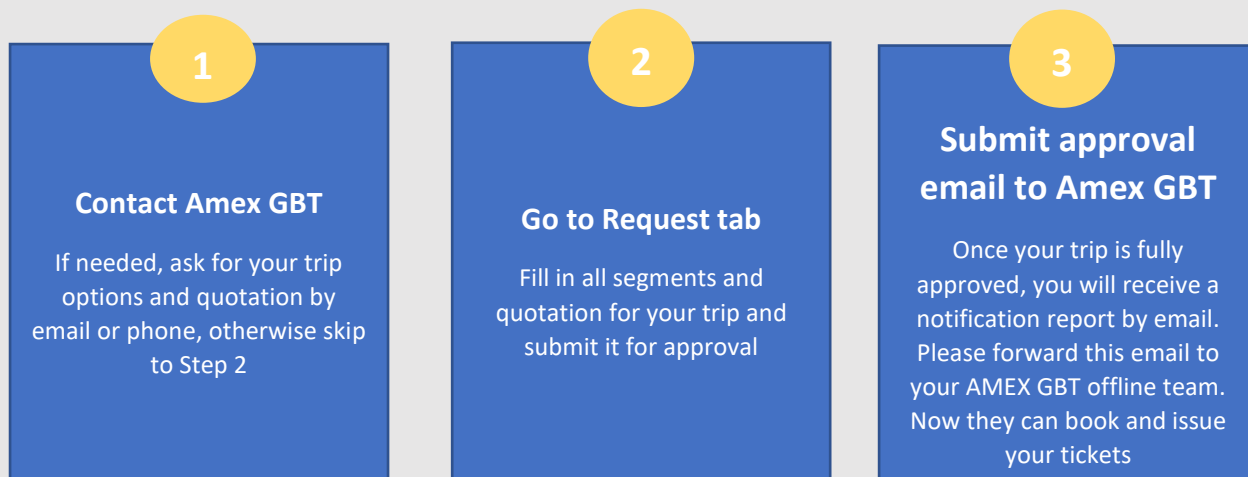 1
Contact Amex GBT
If needed, ask for your trip
options and quotation by
email or phone, otherwise skip
to Step 2
2
Go to Request tab
Fill in all segments and
quotation for your trip and
submit it for approval
3
Submit approval
email to Amex GBT
Once your trip is fully
approved, you will receive a
notification report by email.
Please forward this email to
your AMEX GBT offline team.
Now they can book and issue
your tickets